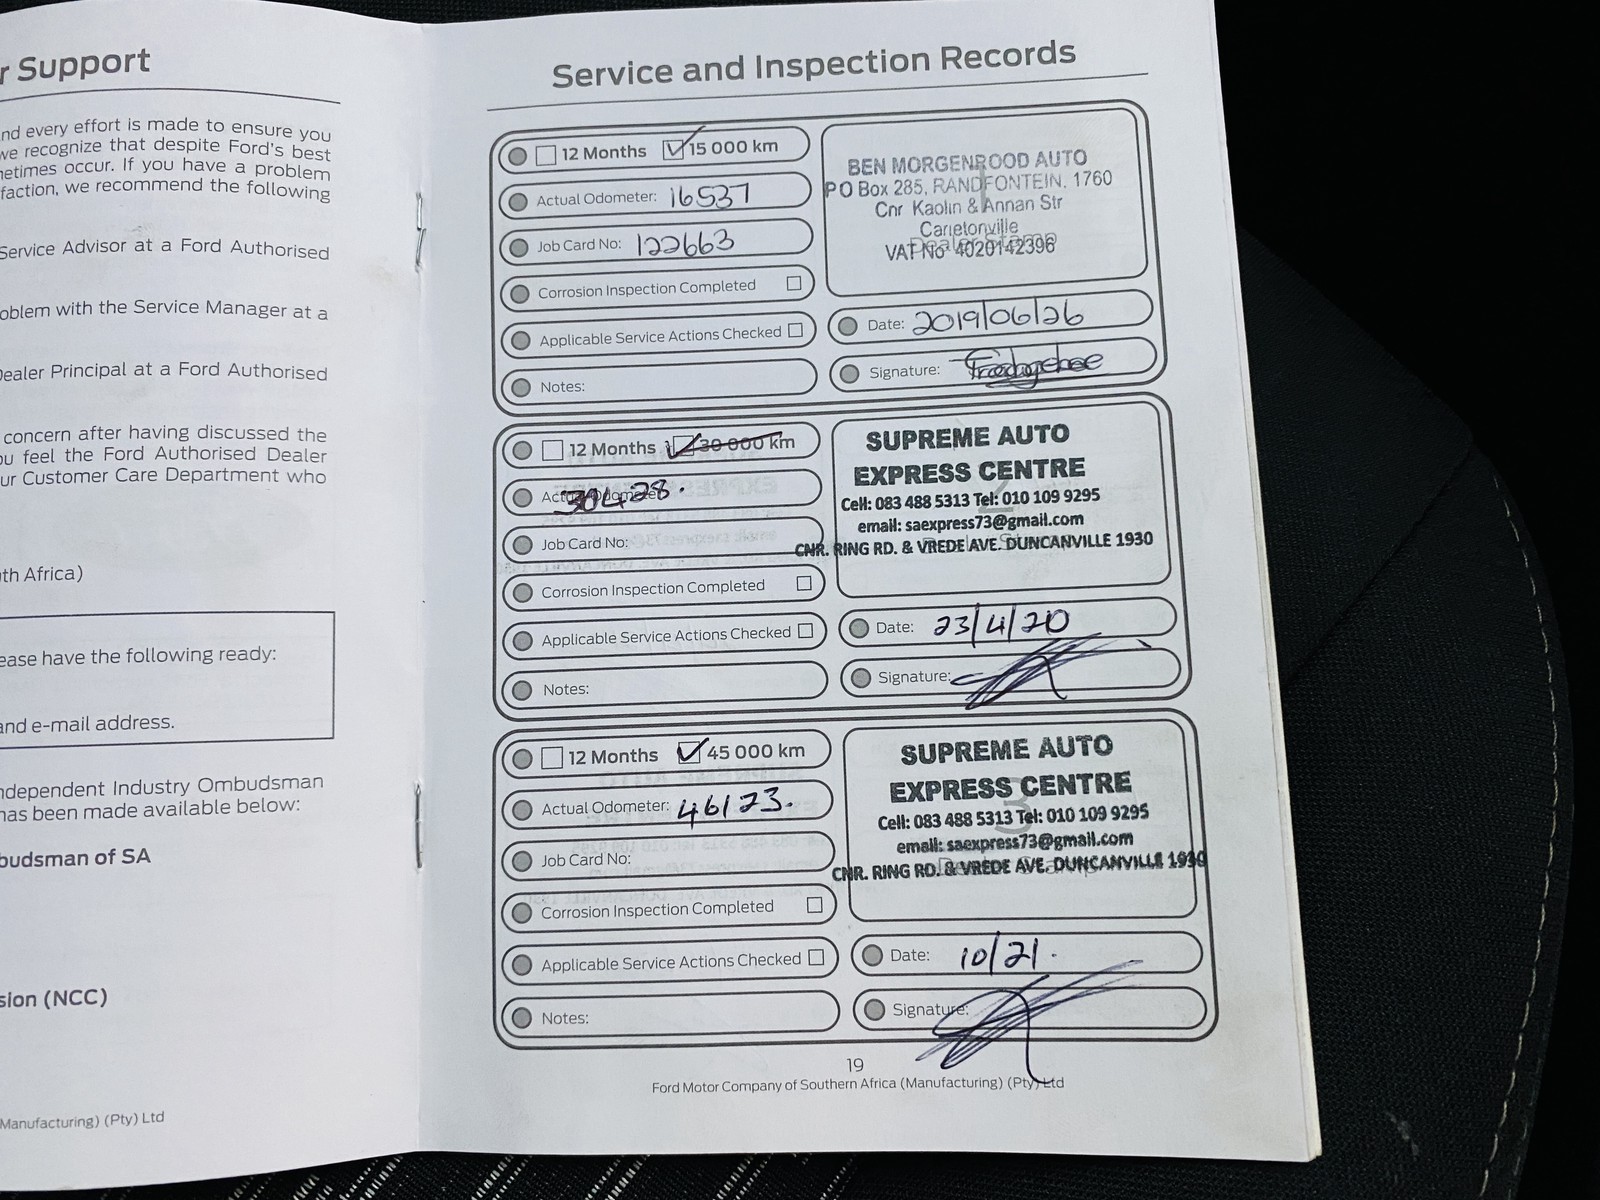 r Support
nd every effort is made to ensure you
we recognize that despite Ford's best
netimes occur. If you have a problem
faction, we recommend the following
Service Advisor at a Ford Authorised
oblem with the Service Manager at a
Dealer Principal at a Ford Authorised
concern after having discussed the
ou feel the Ford Authorised Dealer
ur Customer Care Department who
th Africa)
ease have the following ready:
and e-mail address.
ndependent Industry Ombudsman
has been made available below:
budsman of SA
sion (NCC)
Manufacturing) (Pty) Ltd
Service and Inspection Records
12 Months 15 000 km
Actual Odometer: 16537
Job Card No: 122663
Corrosion Inspection Completed
Applicable Service Actions Checked
Notes:
BEN MORGENROOD AUTO
PO Box 285, RANDFONTEIN, 1760
Cnr Kaolin & Annan Str
Carletonville
VAT No 4020142396
Date: 2019/06/26
Signature:
12 Months 30 000 km
Actual Odometer: 30428.
Job Card No:
Corrosion Inspection Completed
Applicable Service Actions Checked
Notes:
SUPREME AUTO
EXPRESS CENTRE
Cell: 083 488 5313 Tel: 010 109 9295
email: saexpress73@gmail.com
CNR. RING RD. & VREDE AVE. DUNCANVILLE 1930
Date: 23/4/20
Signature:
12 Months 45 000 km
Actual Odometer: 46123.
Job Card No:
Corrosion Inspection Completed
Applicable Service Actions Checked
Notes:
SUPREME AUTO
EXPRESS CENTRE
Cell: 083 488 5313 Tel: 010 109 9295
email: saexpress73@gmail.com
CNR. RING RD. & VREDE AVE. DUNCANVILLE 1930
Date: 10/21.
Signature:
19
Ford Motor Company of Southern Africa (Manufacturing) (Pty) Ltd